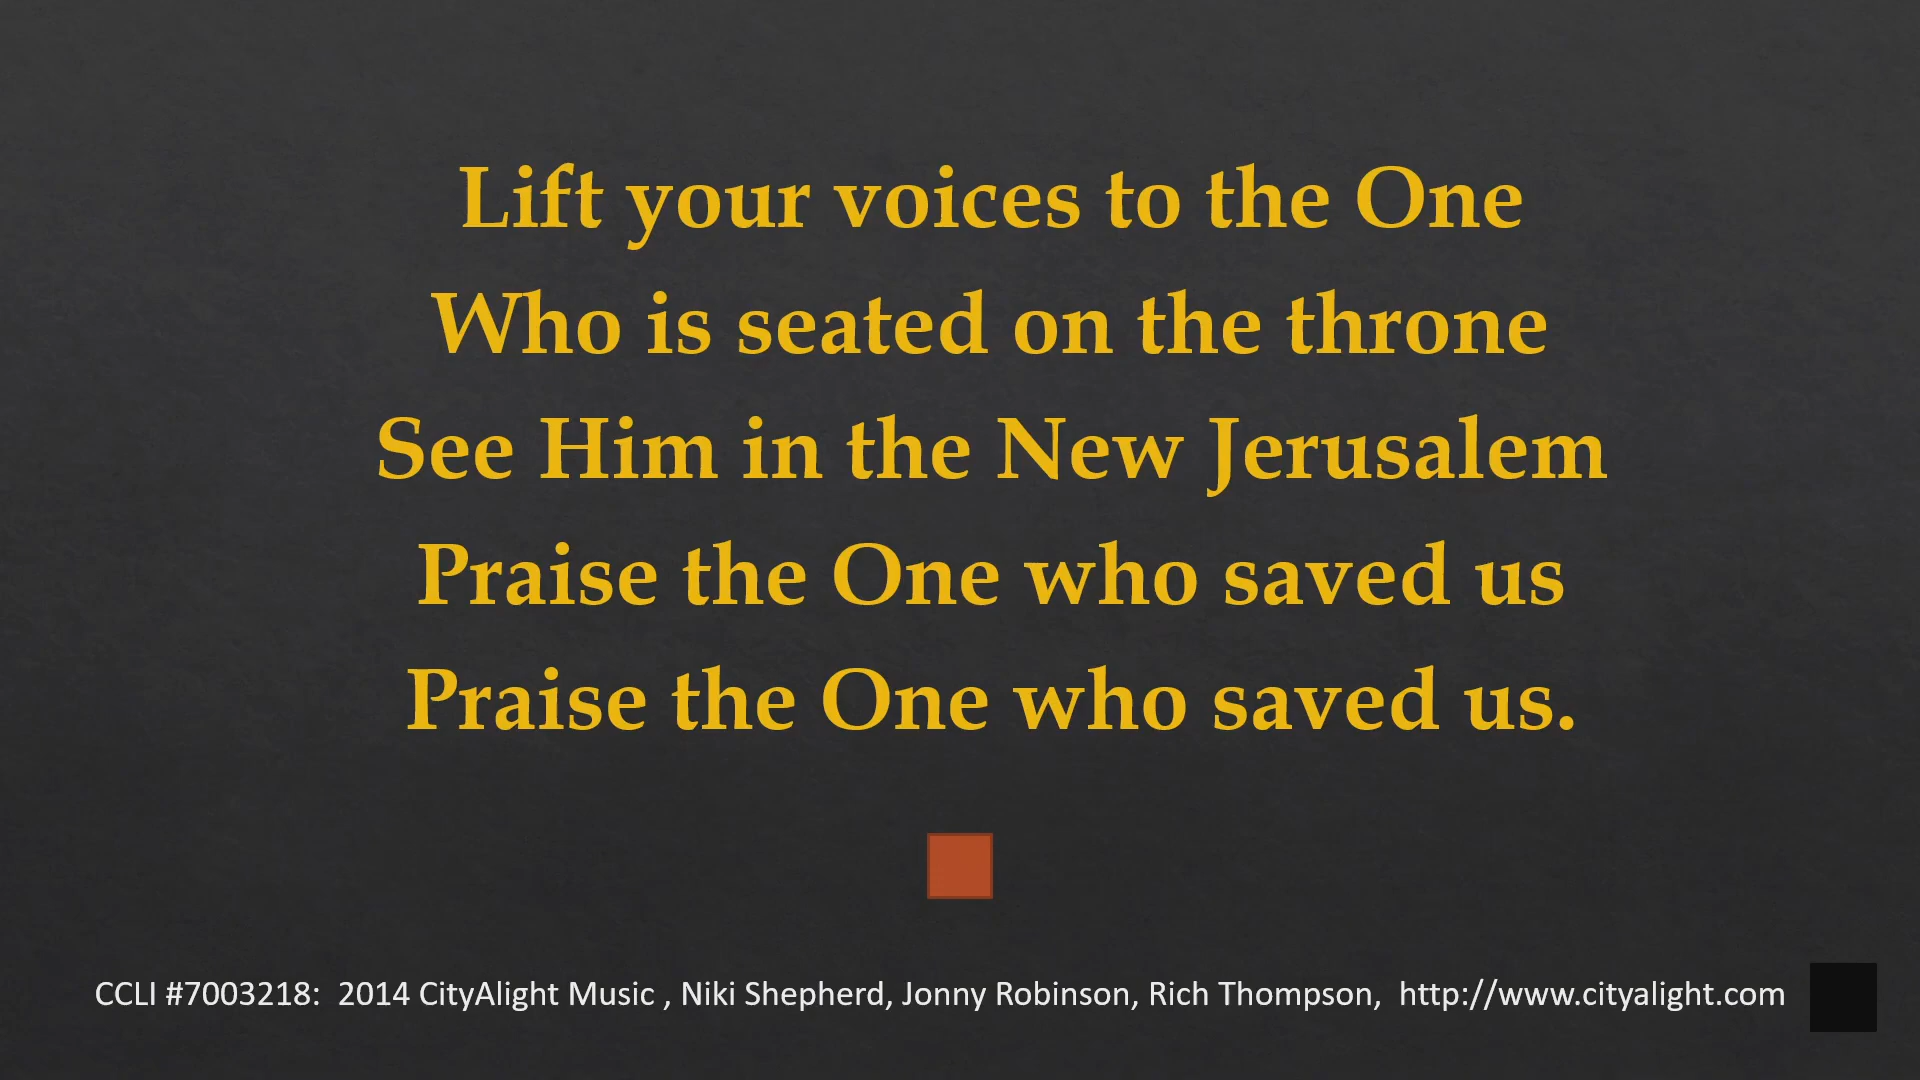 Lift your voices to the One
Who is seated on the throne
See Him in the New Jerusalem
Praise the One who saved us
Praise the One who saved us.
CCLI #7003218:  2014 CityAlight Music , Niki Shepherd, Jonny Robinson, Rich Thompson,  http://www.cityalight.com